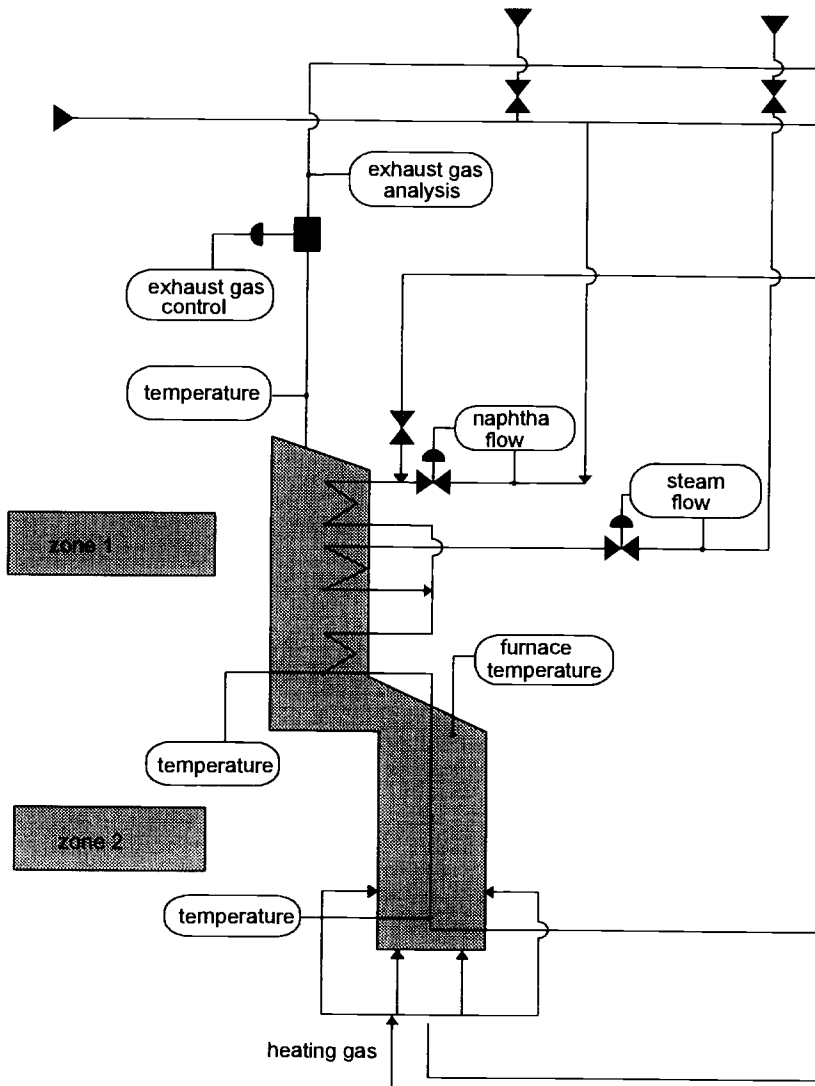 exhaust gas
analysis
exhaust gas
control
temperature
naphtha
flow
steam
flow
zone 1
furnace
temperature
temperature
zone 2
temperature
heating gas